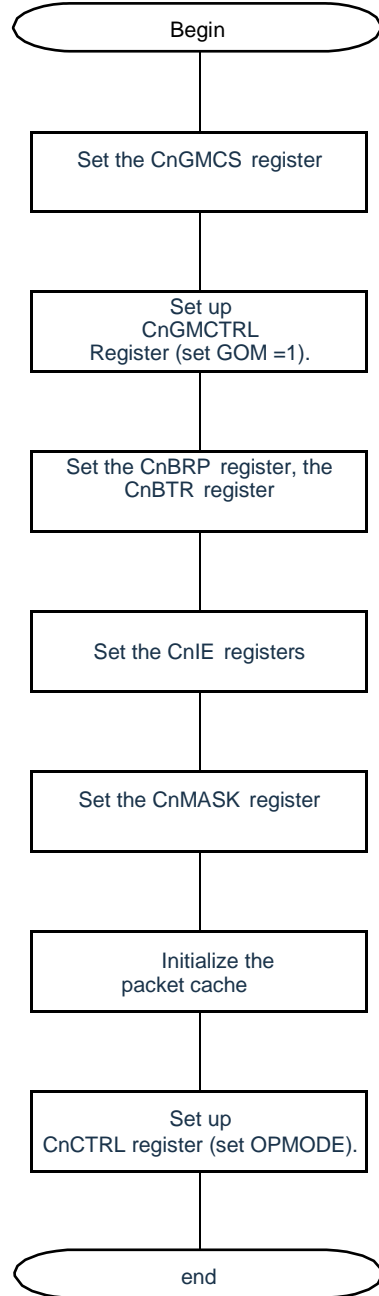 Begin
Set the CnGMCS register
Set up
CnGMCTRL
Register (set GOM =1).
Set the CnBRP register, the
CnBTR register
Set the CnIE registers
Set the CnMASK register
Initialize the
packet cache
Set up
CnCTRL register (set OPMODE).
end